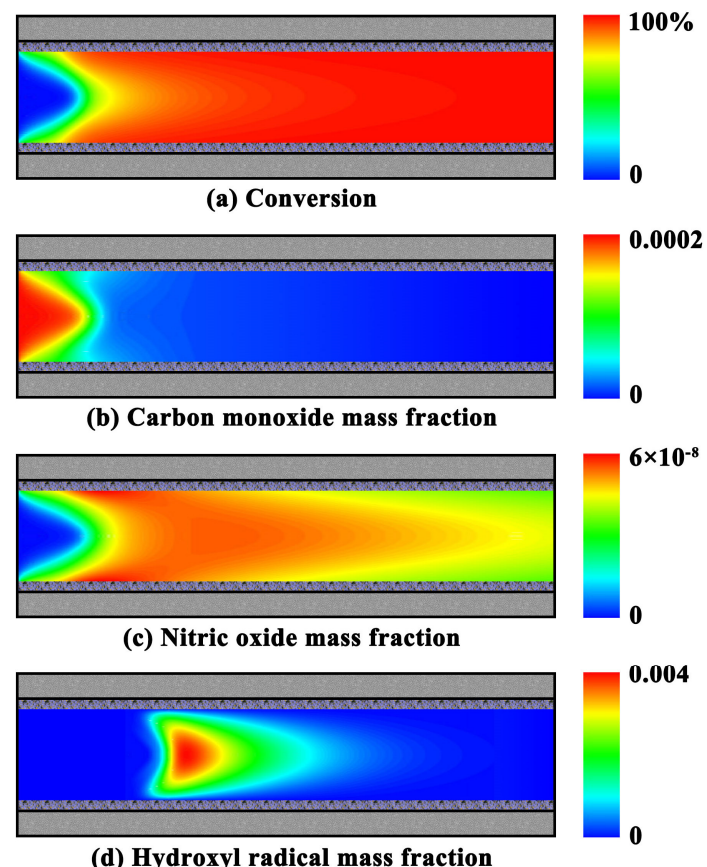 100%
0
(a) Conversion
0.0002
0
(b) Carbon monoxide mass fraction
6×10⁻⁸
0
(c) Nitric oxide mass fraction
0.004
0
(d) Hydroxyl radical mass fraction